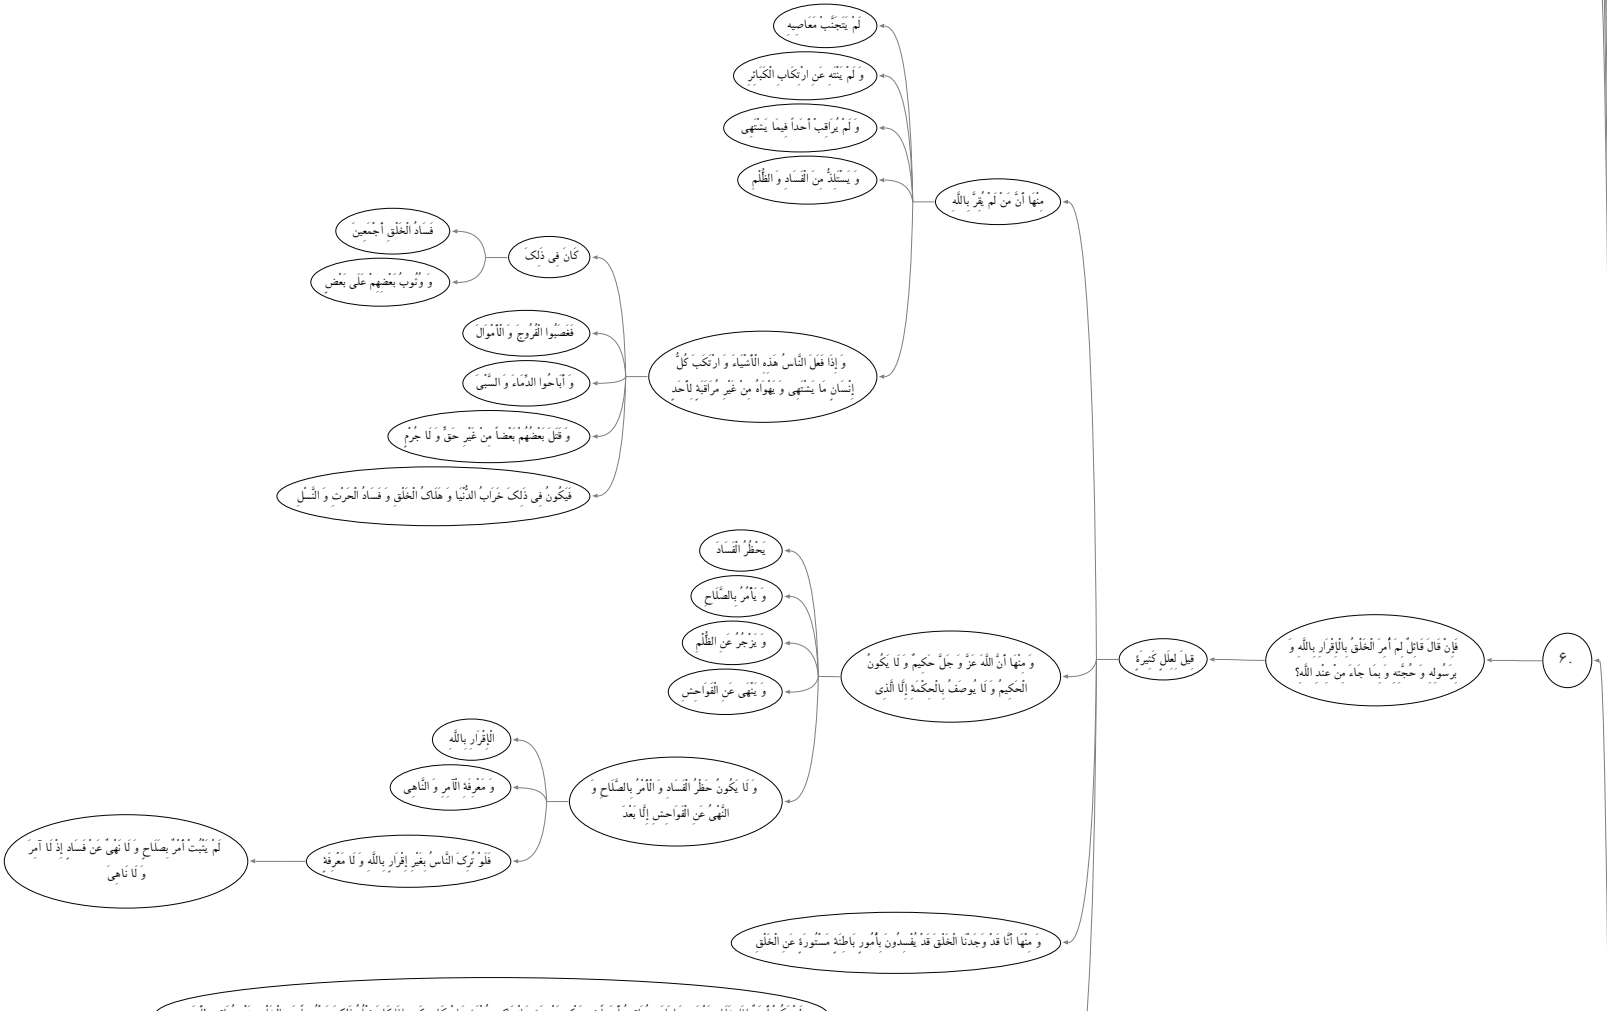 ۶.
فَإِنْ قَالَ قَائِلٌ لِمَ أُمِرَ الْخَلْقُ بِالْإِقْرَارِ بِاللَّهِ وَ
بِرَسُولِهِ وَ حُجَّتِهِ وَ بِمَا جَاءَ مِنْ عِنْدِ اللَّهِ؟
قِيلَ لِعِلَلٍ كَثِيرَةٍ
مِنْهَا أَنَّ مَنْ لَمْ يُقِرَّ بِاللَّهِ
لَمْ يَتَجَنَّبْ مَعَاصِيهِ
وَ لَمْ يَنْتَهِ عَنِ ارْتِكَابِ الْكَبَائِرِ
وَ لَمْ يُرَاقِبْ أَحَداً فِيمَا يَشْتَهِی
وَ يَسْتَلِذُّ مِنَ الْفَسَادِ وَ الظُّلْمِ
وَ إِذَا فَعَلَ النَّاسُ هَذِهِ الْأَشْيَاءَ وَ ارْتَكَبَ كُلُّ
إِنْسَانٍ مَا يَشْتَهِی وَ يَهْوَاهُ مِنْ غَيْرِ مُرَاقَبَةٍ لِأَحَدٍ
كَانَ فِی ذَلِکَ
فَسَادُ الْخَلْقِ أَجْمَعِينَ
وَ وُثُوبُ بَعْضِهِمْ عَلَى بَعْضٍ
فَغَصَبُوا الْفُرُوجَ وَ الْأَمْوَالَ
وَ أَبَاحُوا الدِّمَاءَ وَ السَّبْیَ
وَ قَتَلَ بَعْضُهُمْ بَعْضاً مِنْ غَيْرِ حَقٍّ وَ لَا جُرْمٍ
فَيَكُونُ فِی ذَلِکَ خَرَابُ الدُّنْيَا وَ هَلَاکُ الْخَلْقِ وَ فَسَادُ الْحَرْثِ وَ النَّسْلِ
وَ مِنْهَا أَنَّ اللَّهَ عَزَّ وَ جَلَّ حَكِيمٌ وَ لَا يَكُونُ
الْحَكِيمُ وَ لَا يُوصَفُ بِالْحِكْمَةِ إِلَّا الَّذِی
يَحْظُرُ الْفَسَادَ
وَ يَأْمُرُ بِالصَّلَاحِ
وَ يَزْجُرُ عَنِ الظُّلْمِ
وَ يَنْهَى عَنِ الْفَوَاحِشِ
وَ لَا يَكُونُ حَظْرُ الْفَسَادِ وَ الْأَمْرُ بِالصَّلَاحِ وَ
النَّهْیُ عَنِ الْفَوَاحِشِ إِلَّا بَعْدَ
الْإِقْرَارِ بِاللَّهِ
وَ مَعْرِفَةِ الْآمِرِ وَ النَّاهِی
فَلَوْ تُرِکَ النَّاسُ بِغَيْرِ إِقْرَارٍ بِاللَّهِ وَ لَا مَعْرِفَةٍ
لَمْ يَثْبُتْ أَمْرٌ بِصَلَاحٍ وَ لَا نَهْیٌ عَنْ فَسَادٍ إِذْ لَا آمِرَ
وَ لَا نَاهِیَ
وَ مِنْهَا أَنَّا قَدْ وَجَدْنَا الْخَلْقَ قَدْ يُفْسِدُونَ بِأُمُورٍ بَاطِنَةٍ مَسْتُورَةٍ عَنِ الْخَلْقِ